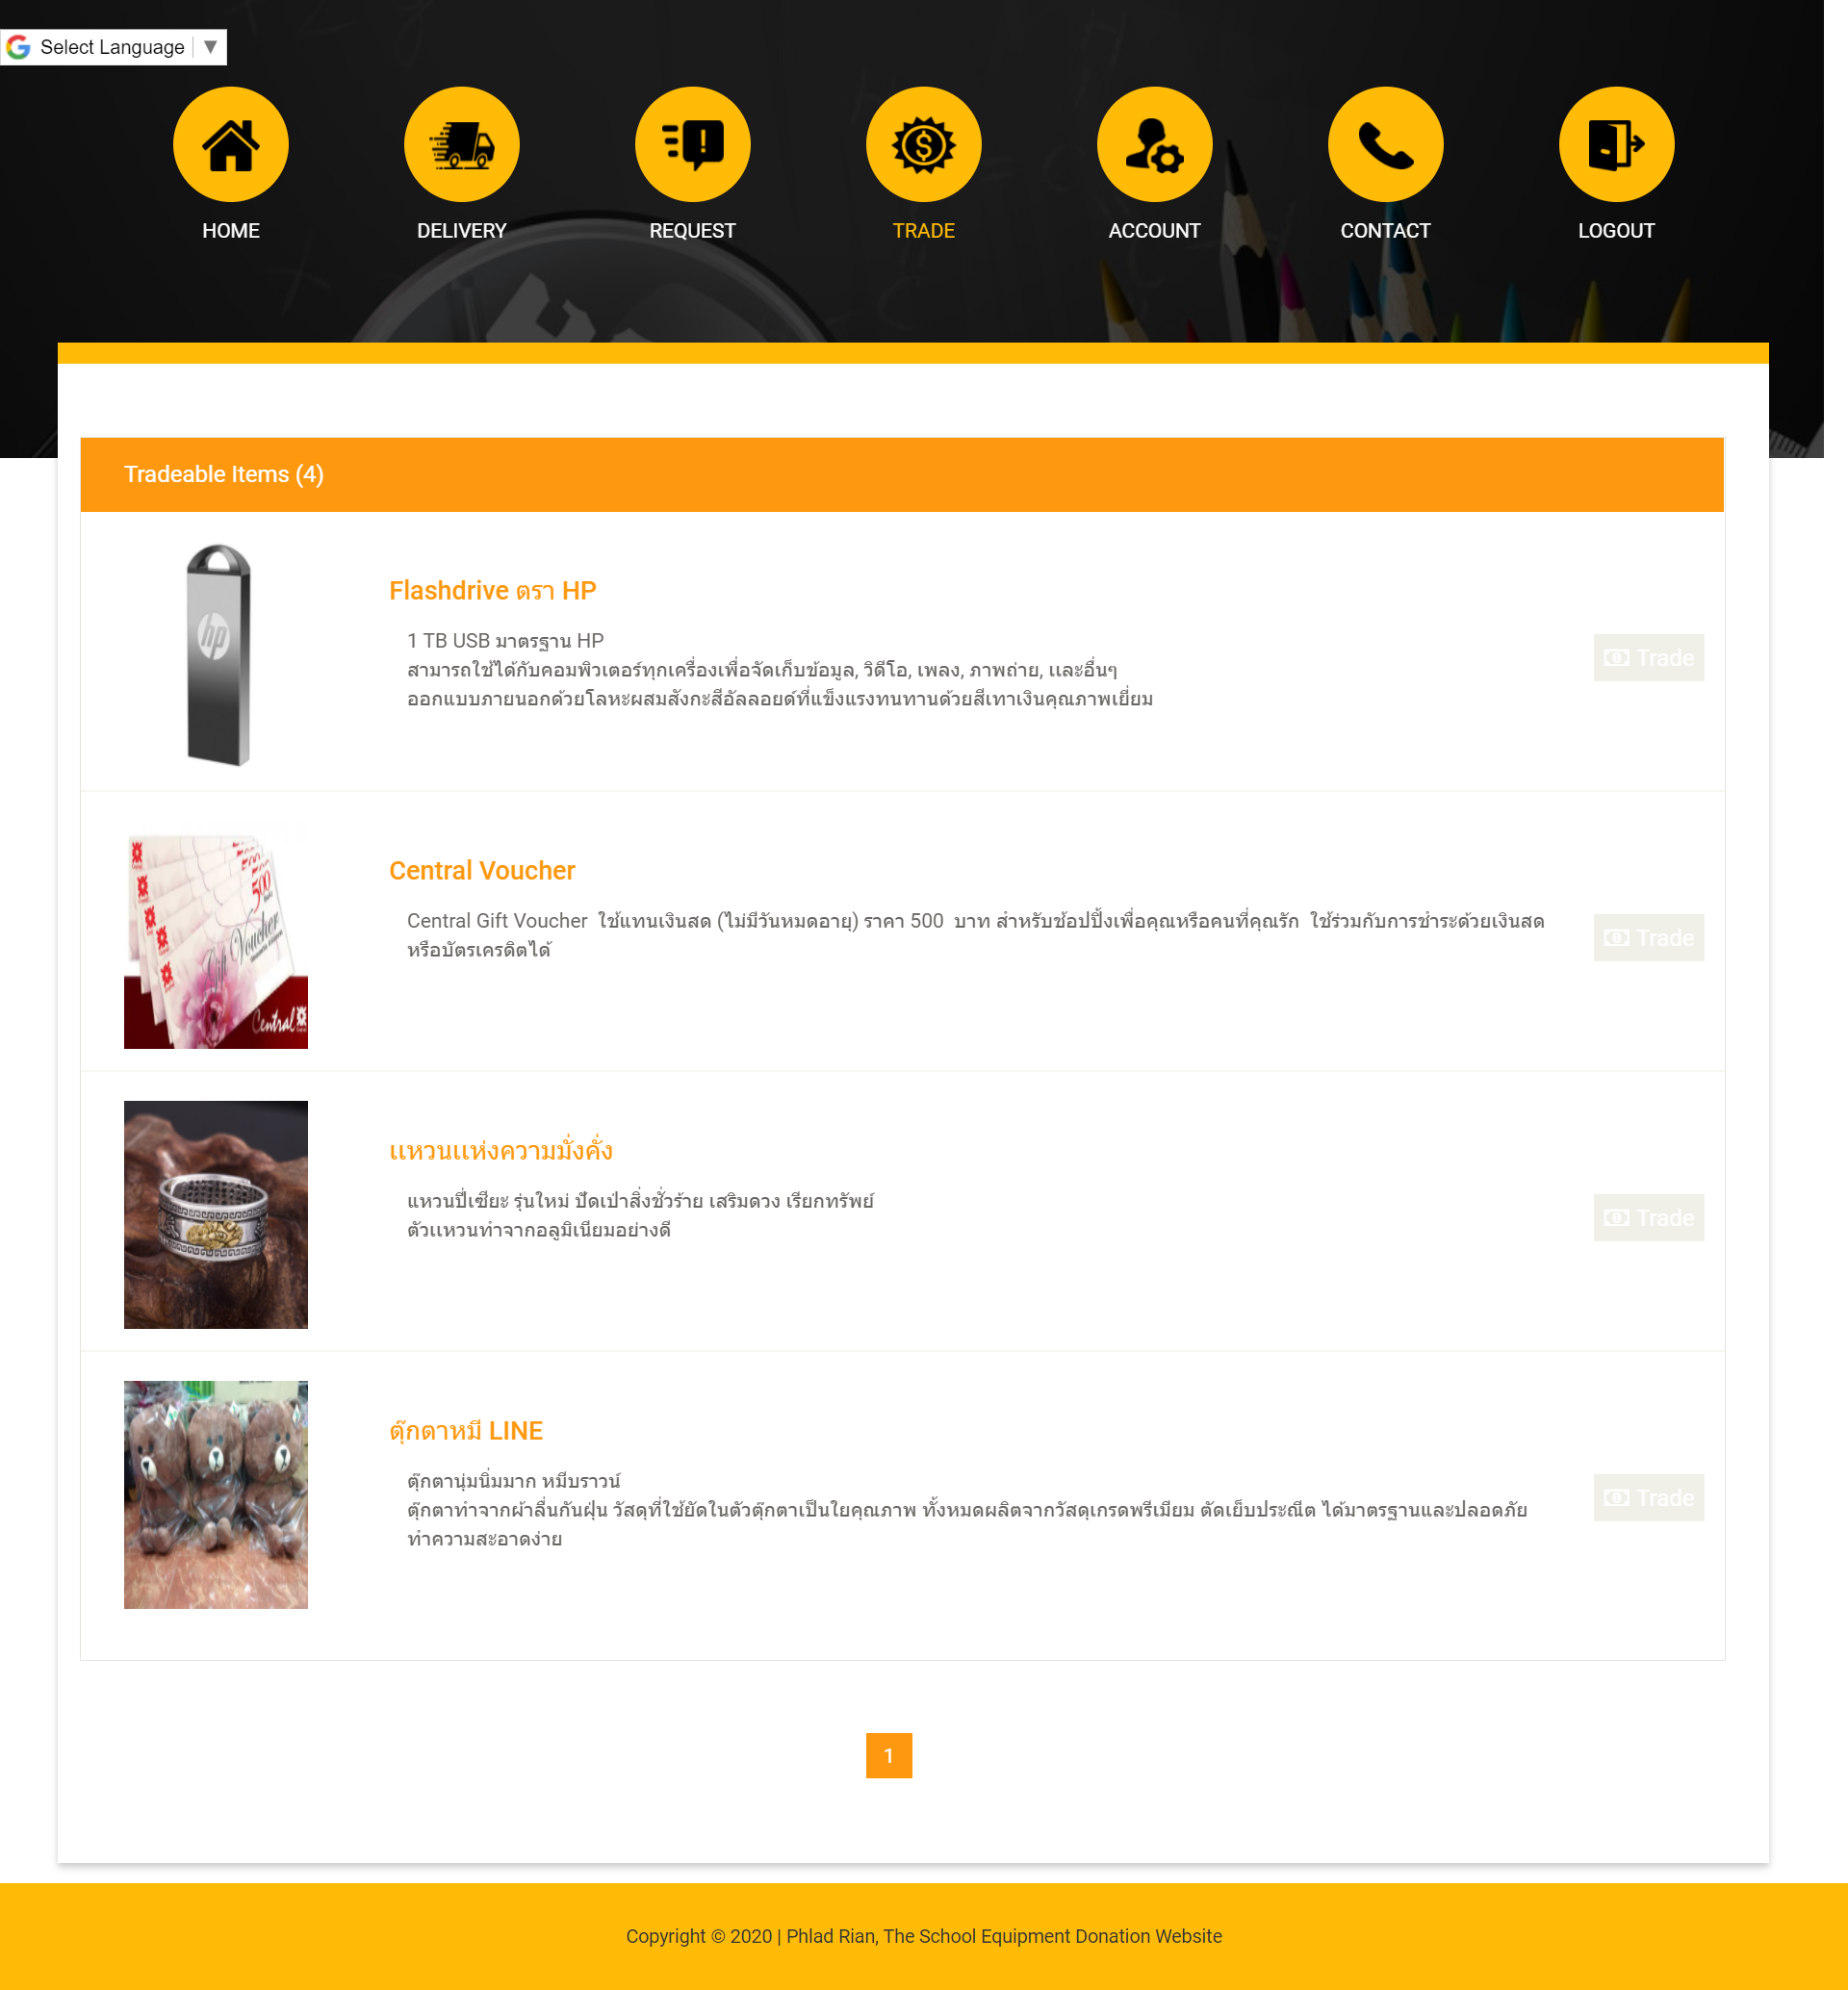 Select Language ▼
HOME
DELIVERY
REQUEST
TRADE
ACCOUNT
CONTACT
LOGOUT
Tradeable Items (4)
hp
Flashdrive ตรา HP
1 TB USB มาตรฐาน HP
สามารถใช้ได้กับคอมพิวเตอร์ทุกเครื่องเพื่อจัดเก็บข้อมูล, วิดีโอ, เพลง, ภาพถ่าย, และอื่นๆ
ออกแบบภายนอกด้วยโลหะผสมสังกะสีอัลลอยด์ที่แข็งแรงทนทานด้วยสีเทาเงินคุณภาพเยี่ยม
Trade
500
Gift Voucher
Central
Central Voucher
Central Gift Voucher ใช้แทนเงินสด (ไม่มีวันหมดอายุ) ราคา 500 บาท สำหรับช้อปปิ้งเพื่อคุณหรือคนที่คุณรัก ใช้ร่วมกับการชำระด้วยเงินสด
หรือบัตรเครดิตได้
Trade
แหวนแห่งความมั่งคั่ง
แหวนปี่เซียะ รุ่นใหม่ ปัดเป่าสิ่งชั่วร้าย เสริมดวง เรียกทรัพย์
ตัวแหวนทำจากอลูมิเนียมอย่างดี
Trade
ตุ๊กตาหมี LINE
ตุ๊กตานุ่มนิ่มมาก หมีบราวน์
ตุ๊กตาทำจากผ้าลื่นกันฝุ่น วัสดุที่ใช้ยัดในตัวตุ๊กตาเป็นใยคุณภาพ ทั้งหมดผลิตจากวัสดุเกรดพรีเมียม ตัดเย็บประณีต ได้มาตรฐานและปลอดภัย
ทำความสะอาดง่าย
Trade
1
Copyright © 2020 | Phlad Rian, The School Equipment Donation Website